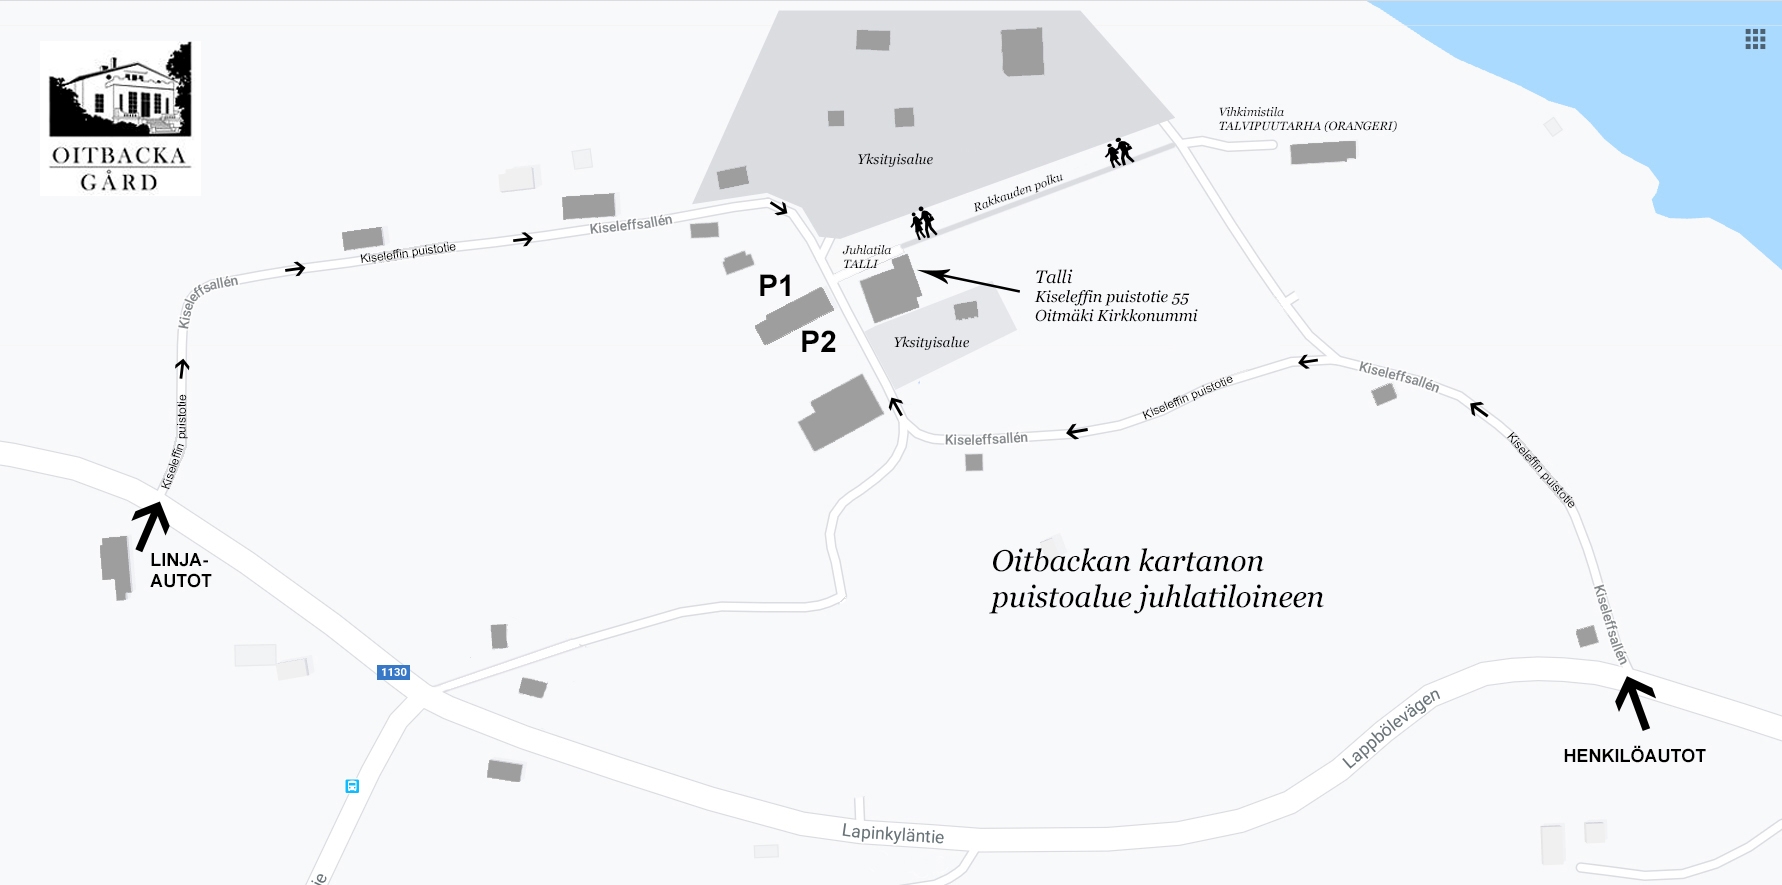 OITBACKA
GÅRD
Vihkimistila
TALVIPUUTARHA (ORANGERI)
Yksityisalue
Rakkauden polku
Kiseleffsallén
Kiseleffin puistotie
Juhlatila
TALLI
Kiseleffsallén
P1
Talli
Kiseleffin puistotie 55
Oitmäki Kirkkonummi
P2
Yksityisalue
Kiseleffsallén
Kiseleffin puistotie
Kiseleffin puistotie
Kiseleffsallén
Kiseleffin puistotie
LINJA-
AUTOT
Oitbackan kartanon
puistoalue juhlatiloineen
Kiseleffsallén
1130
Lappbölevägen
HENKILÖAUTOT
Lapinkyläntie